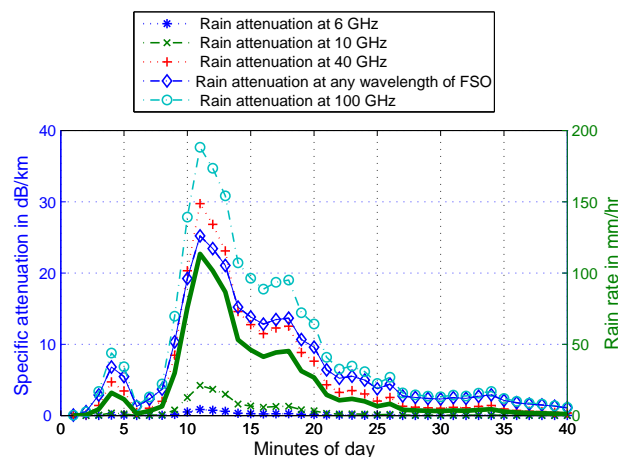 Rain attenuation at 6 GHz
Rain attenuation at 10 GHz
Rain attenuation at 40 GHz
Rain attenuation at any wavelength of FSO
Rain attenuation at 100 GHz
40
30
20
10
0
Specific attenuation in dB/km
200
150
100
50
0
Rain rate in mm/hr
0 5 10 15 20 25 30 35 40
Minutes of day